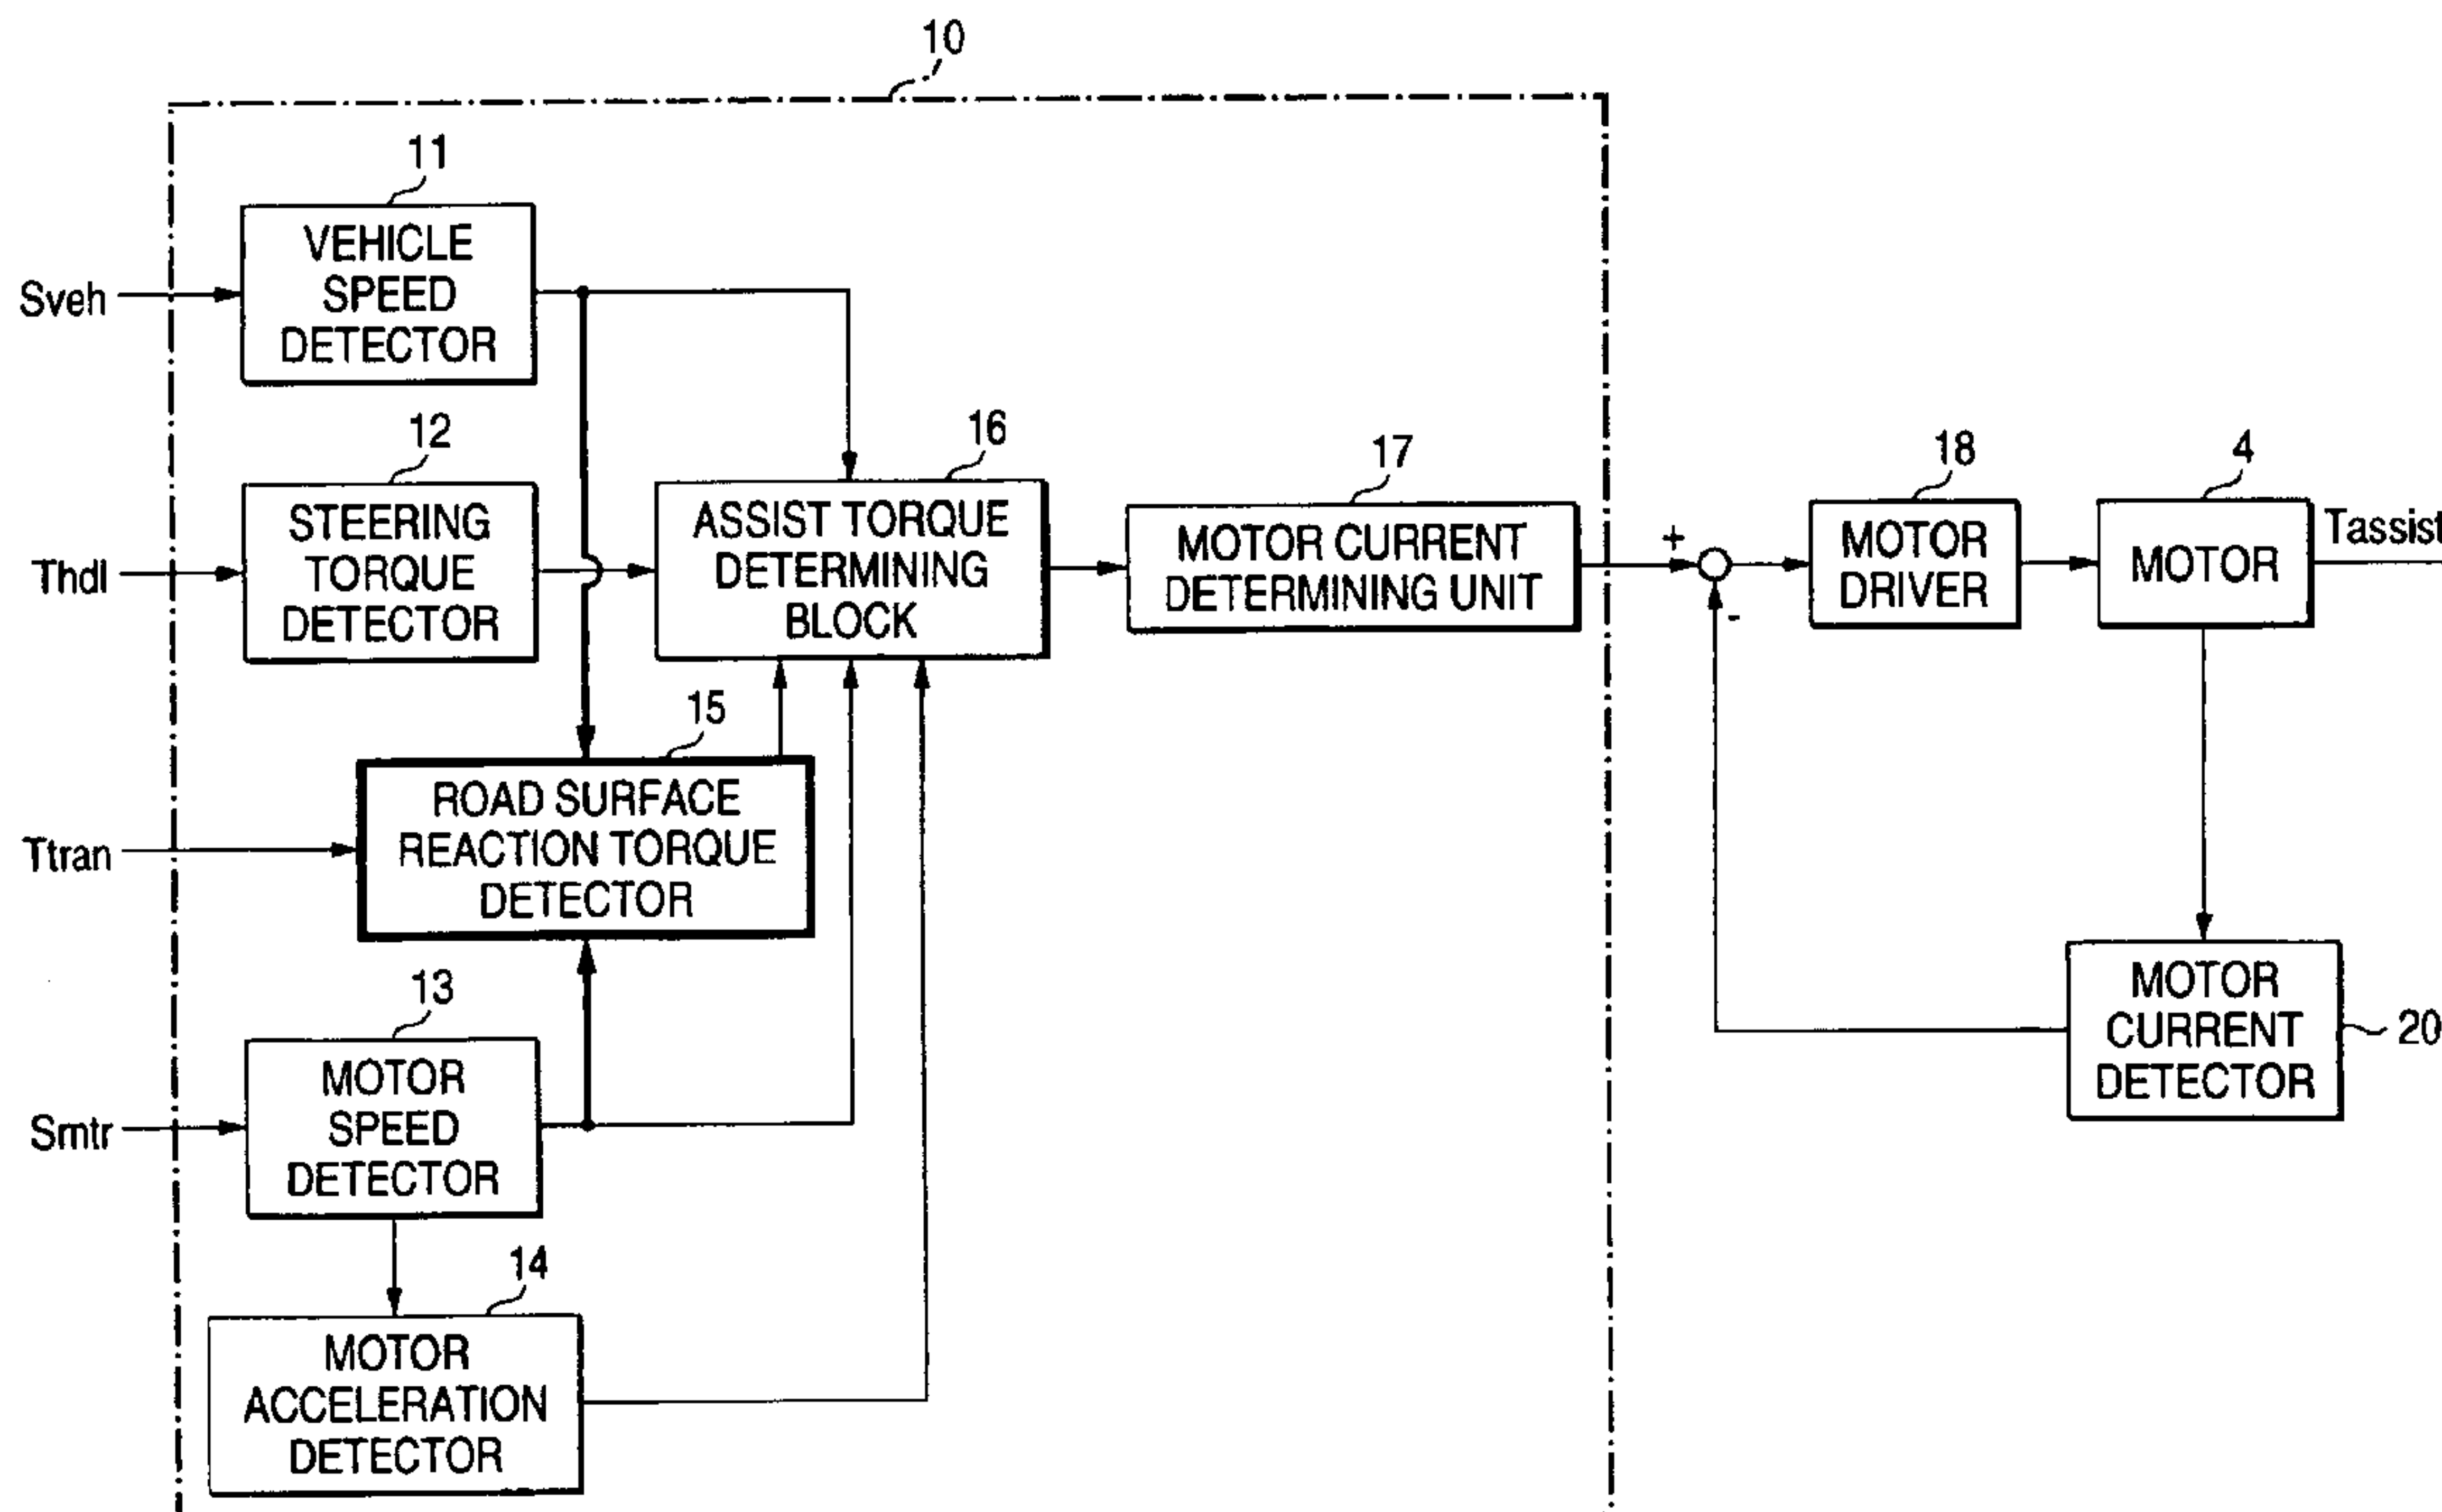 10
11
VEHICLE
SPEED
DETECTOR
Sveh
12
STEERING
TORQUE
DETECTOR
Thdl
16
ASSIST TORQUE
DETERMINING
BLOCK
17
MOTOR CURRENT
DETERMINING UNIT
+
-
18
MOTOR
DRIVER
4
MOTOR
Tassist
15
ROAD SURFACE
REACTION TORQUE
DETECTOR
Ttran
13
MOTOR
SPEED
DETECTOR
Smtr
14
MOTOR
ACCELERATION
DETECTOR
MOTOR
CURRENT
DETECTOR
20